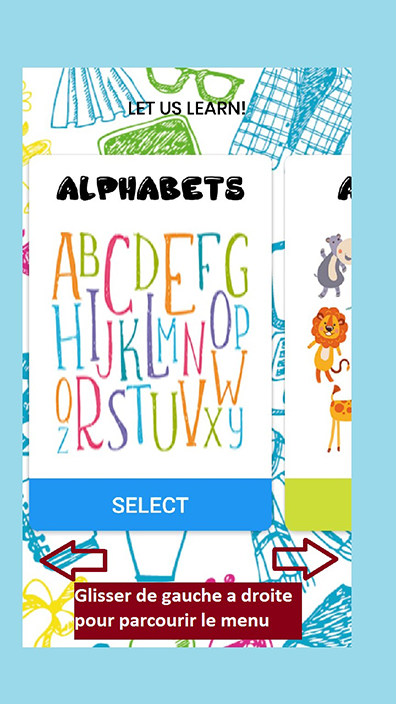 LET US LEARN!
ALPHABETS
A
ABCDEFG
HIJKLMNOP
QRSTUVWXYZ
SELECT
Glisser de gauche a droite
pour parcourir le menu